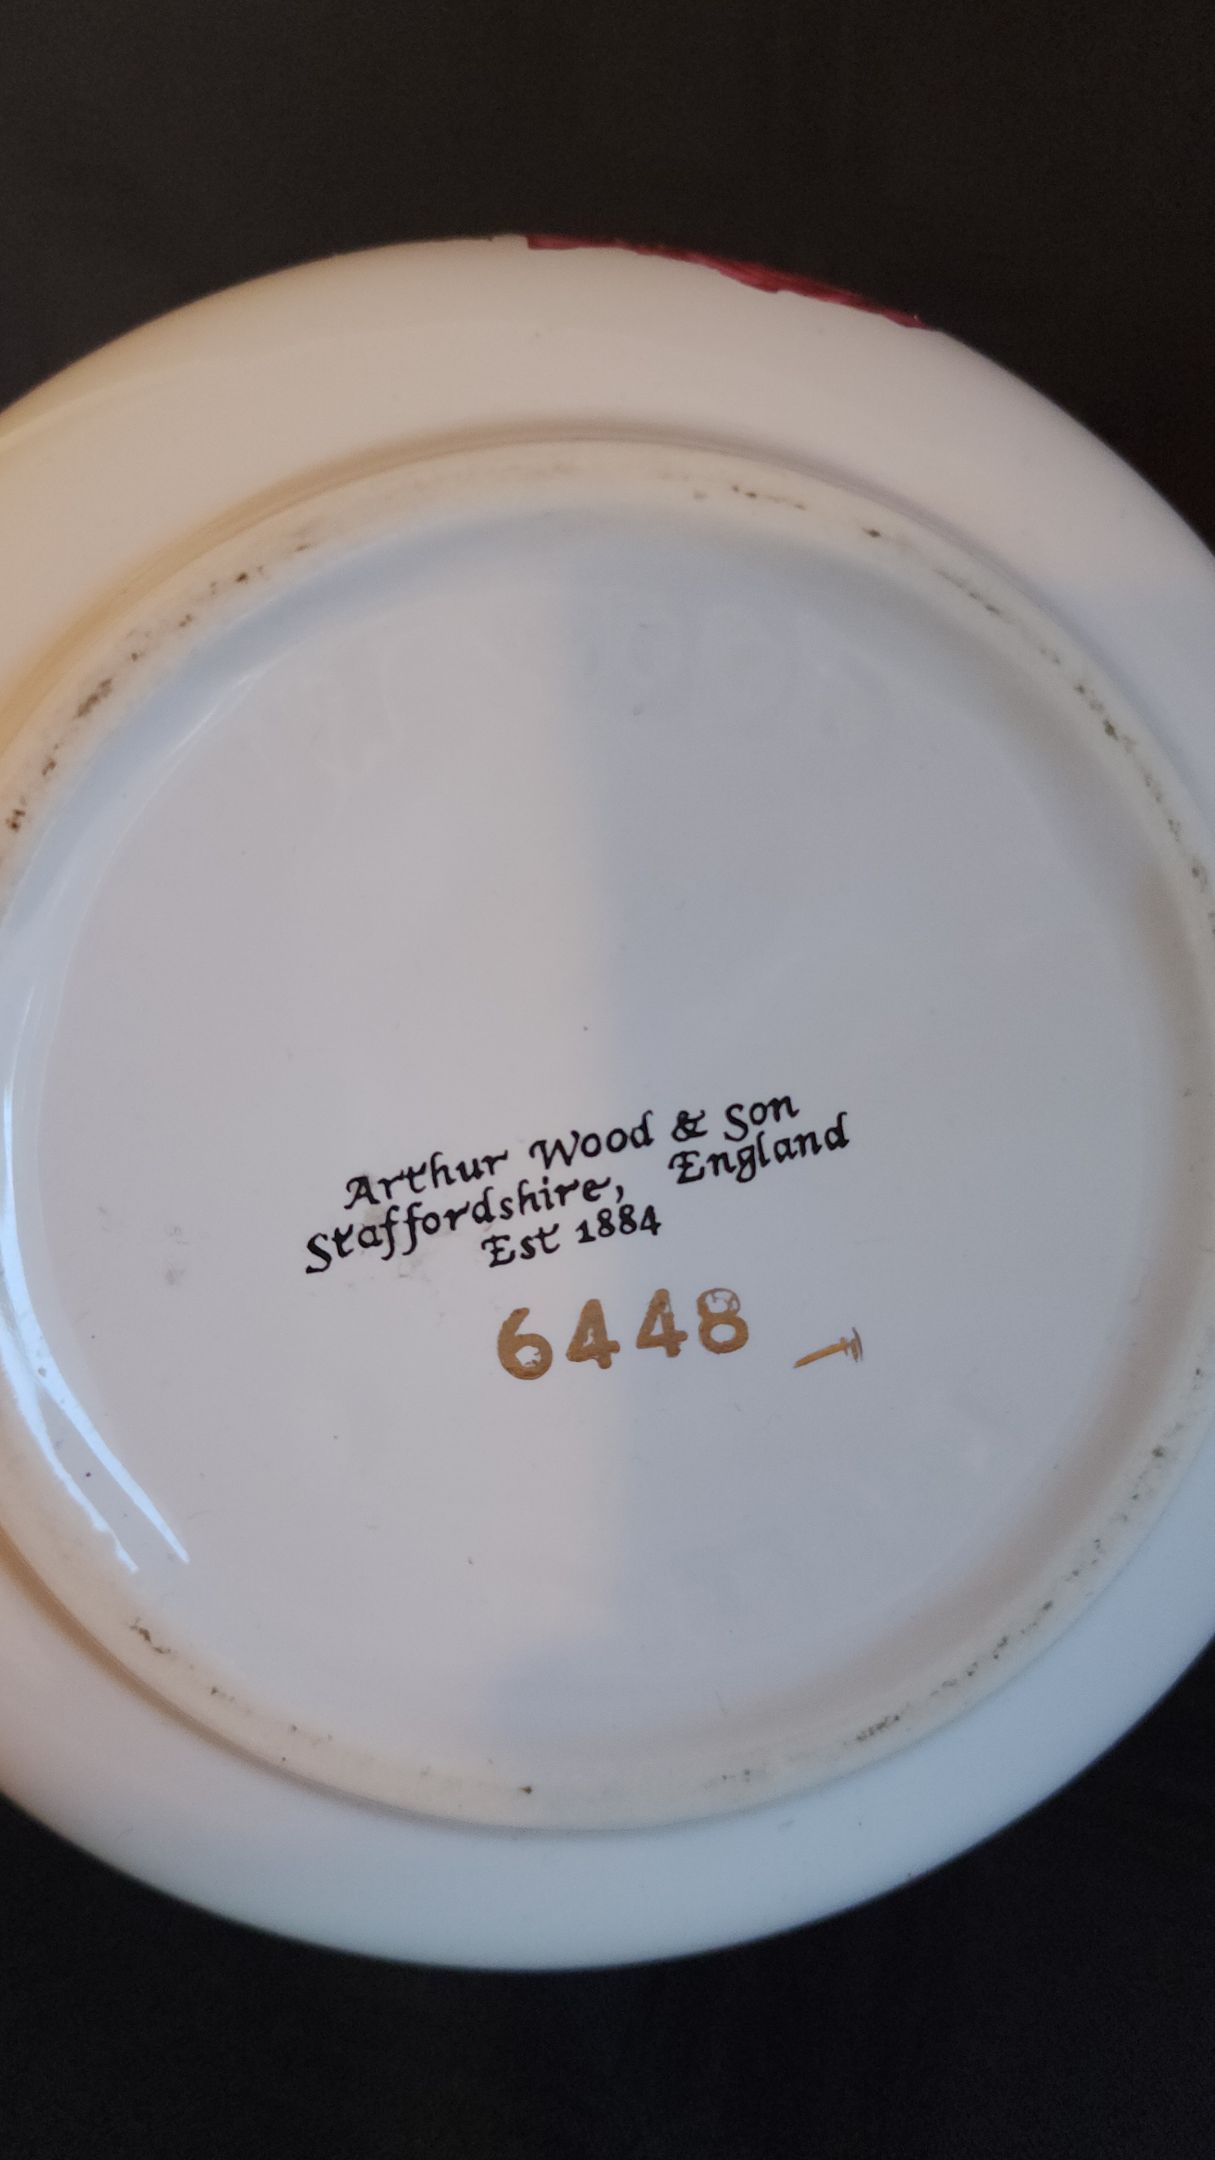 Arthur Wood & Son
Staffordshire, England
Est 1884
6448